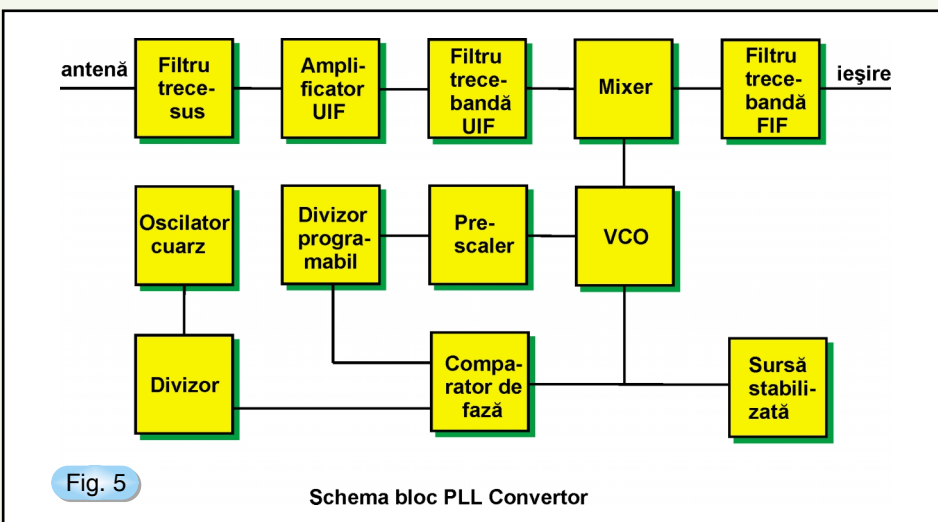 antenă
Filtru
trece-
sus
Ampli-
ficator
UIF
Filtru
trece-
bandă
UIF
Mixer
Filtru
trece-
bandă
FIF
ieşire
Oscilator
cuarz
Divizor
progra-
mabil
Pre-
scaler
VCO
Divizor
Compa-
rator de
fază
Sursă
stabili-
zată
Fig. 5
Schema bloc PLL Convertor